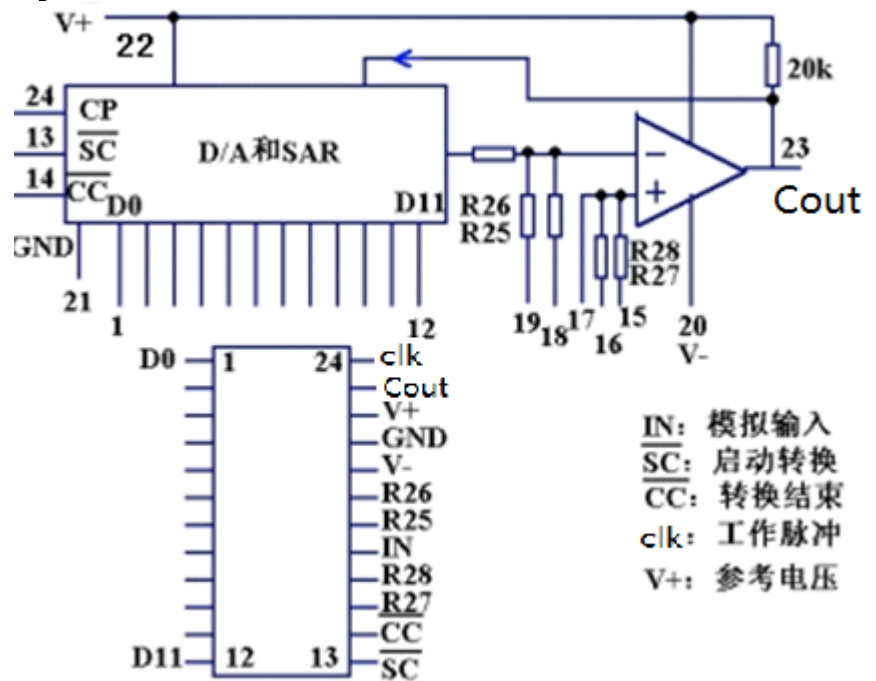 V+
22
20k
24 CP
13 SC
14 CC
D/A和SAR
D0
D11
GND
21
1
12
R26
R25
−
+
23
Cout
R28
R27
19
18
17
16
15
20
V-
D0 1
24 clk
Cout
V+
GND
V-
R26
R25
IN
R28
R27
CC
D11 12
13 SC
IN：模拟输入
SC：启动转换
CC：转换结束
clk：工作脉冲
V+：参考电压